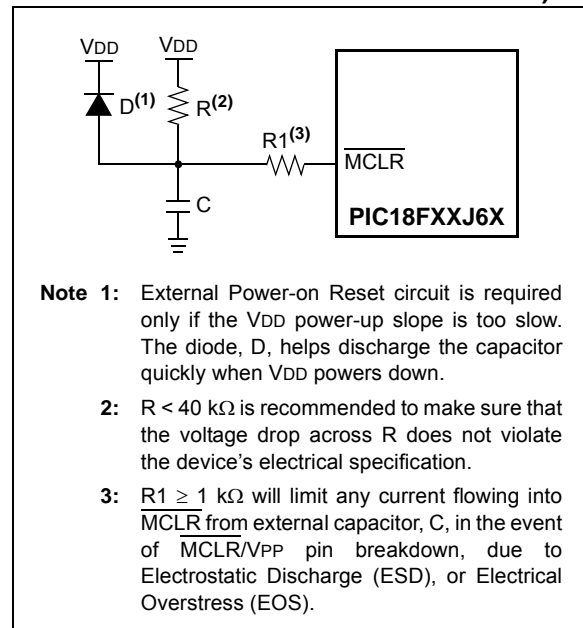 VDD VDD
D(1) R(2)
R1(3)
MCLR
C
PIC18FXXJ6X
Note 1: External Power-on Reset circuit is required
only if the VDD power-up slope is too slow.
The diode, D, helps discharge the capacitor
quickly when VDD powers down.
2: R < 40 kΩ is recommended to make sure that
the voltage drop across R does not violate
the device's electrical specification.
3: R1 ≥ 1 kΩ will limit any current flowing into
MCLR from external capacitor, C, in the event
of MCLR/VPP pin breakdown, due to
Electrostatic Discharge (ESD), or Electrical
Overstress (EOS).